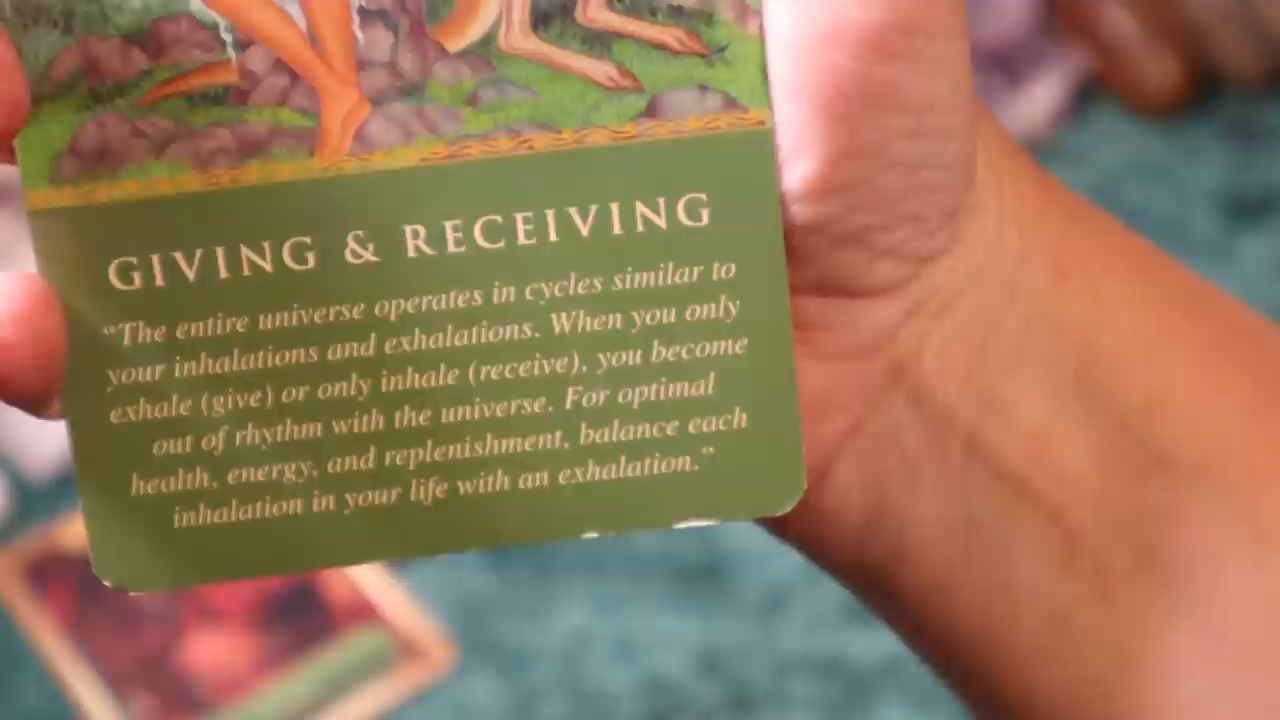 GIVING & RECEIVING
“The entire universe operates in cycles similar to
your inhalations and exhalations. When you only
exhale (give) or only inhale (receive), you become
out of rhythm with the universe. For optimal
health, energy, and replenishment, balance each
inhalation in your life with an exhalation.”